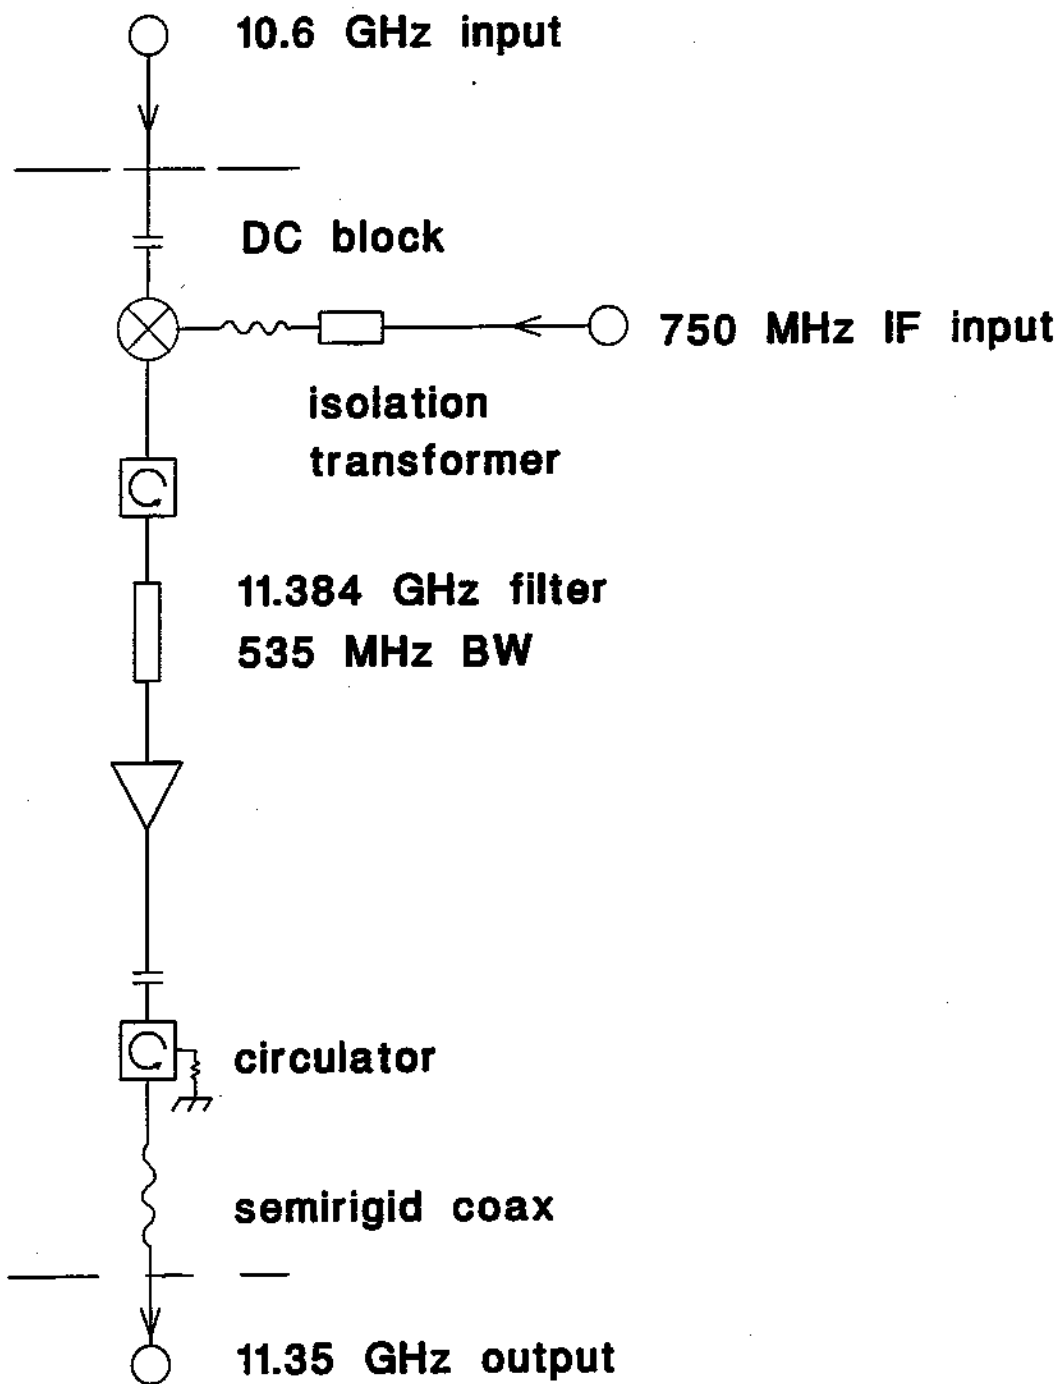 10.6 GHz input
DC block
750 MHz IF input
isolation
transformer
11.384 GHz filter
535 MHz BW
circulator
semirigid coax
11.35 GHz output